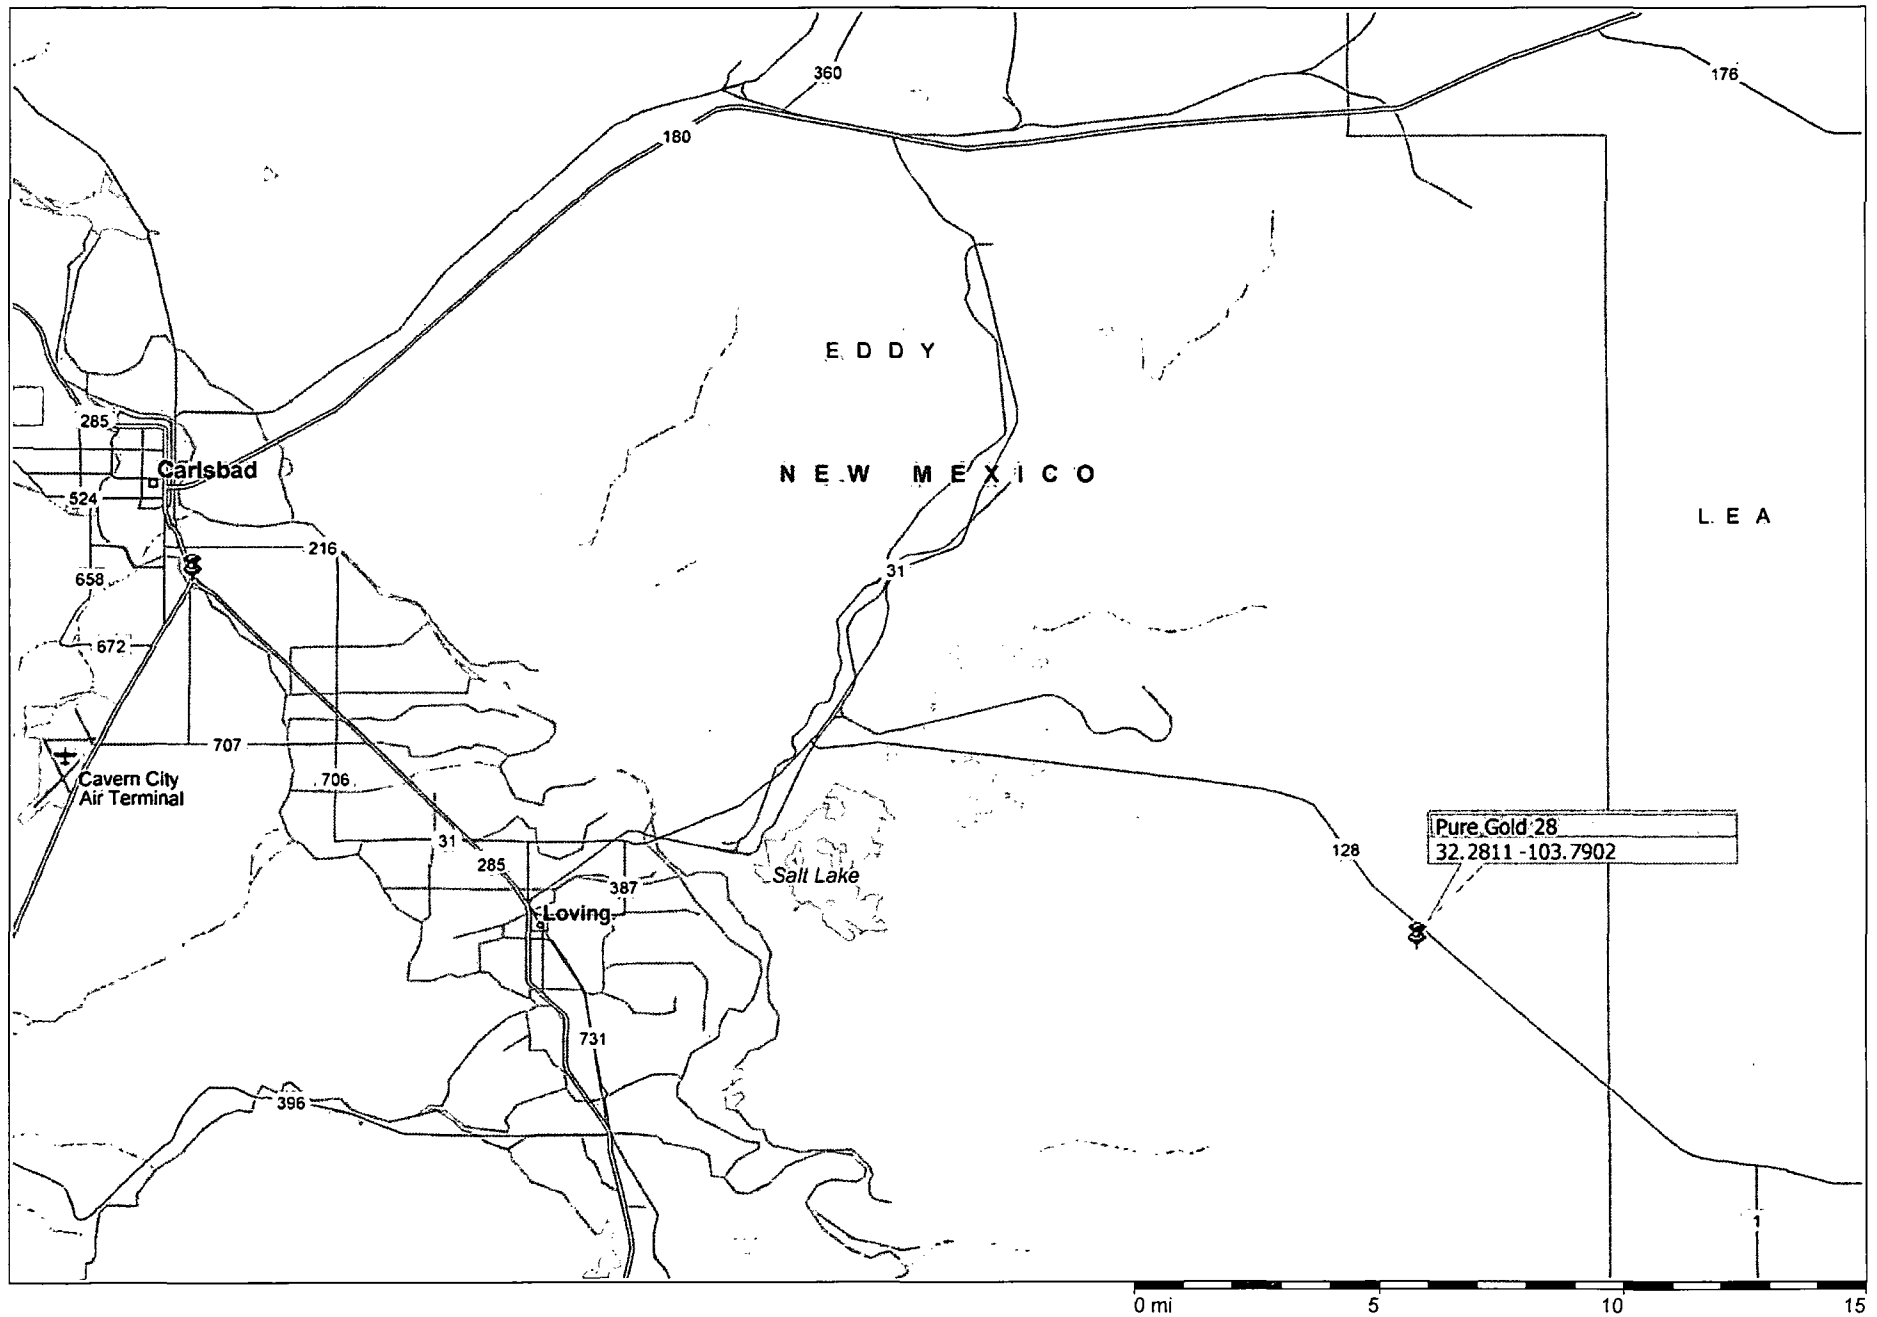 360
176
180
EDDY
285
Carlsbad
NEW MEXICO
524
LEA
216
31
658
672
707
Cavern City
Air Terminal
706
Pure Gold 28
32.2811 -103.7902
31
128
285
Salt Lake
387
Loving
731
396
1
0 mi 5 10 15